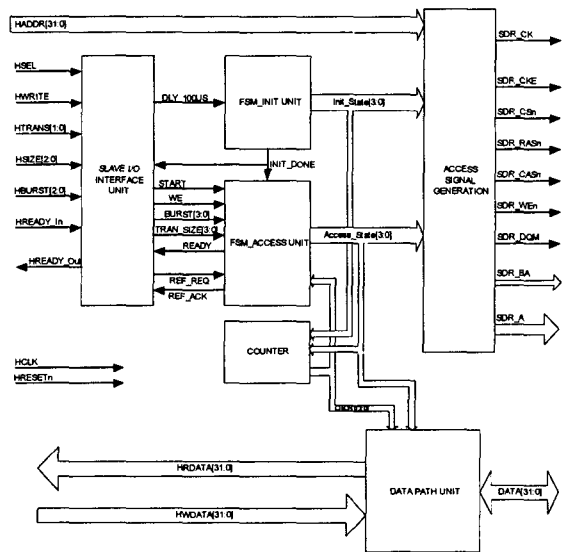 HADDR[31:0]
HSEL
HWRITE
HTRANS[1:0]
HSIZE[2:0]
HBURST[2:0]
HREADY_In
HREADY_Out
SLAVE I/O
INTERFACE
UNIT
DLY_100US
FSM_INIT UNIT
Init_State[3:0]
INIT_DONE
START
WE
BURST[3:0]
TRAN_SIZE[3:0]
READY
REF_REQ
REF_ACK
FSM_ACCESS UNIT
Access_State[3:0]
COUNTER
ACCESS
SIGNAL
GENERATION
SDR_CK
SDR_CKE
SDR_CSn
SDR_RASn
SDR_CASn
SDR_WEn
SDR_DQM
SDR_BA
SDR_A
HCLK
HRESETn
HRDATA[31:0]
HWDATA[31:0]
DATA PATH UNIT
DATA[31:0]